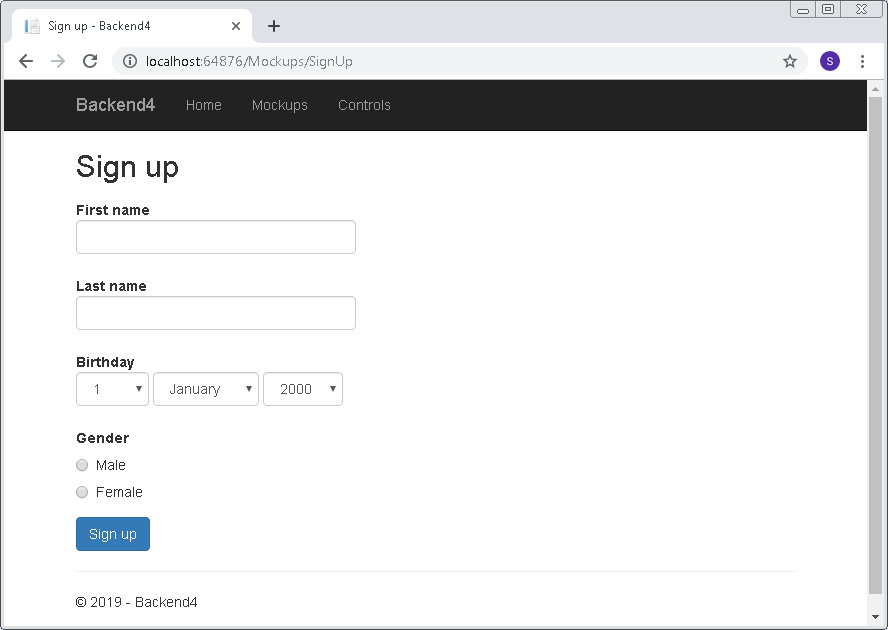 Sign up - Backend4
localhost:64876/Mockups/SignUp
S
Backend4 Home Mockups Controls
Sign up
First name
Last name
Birthday
1 January 2000
Gender
Male
Female
Sign up
© 2019 - Backend4